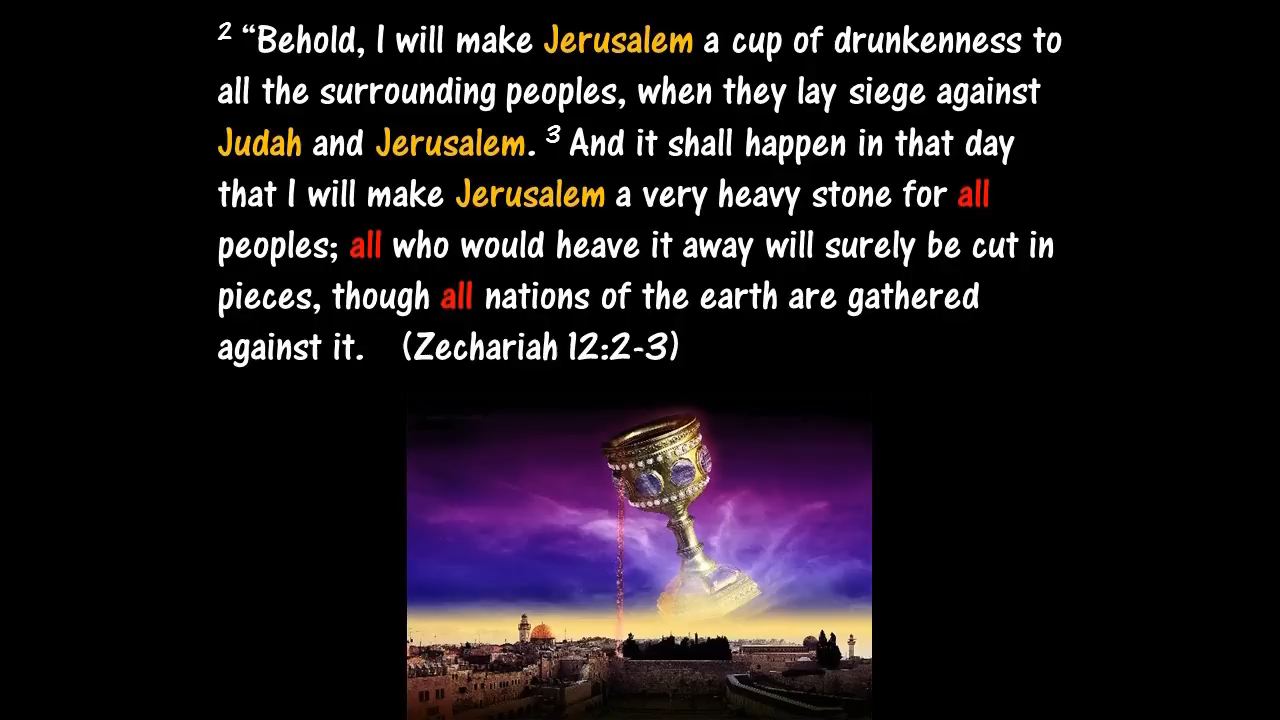 ² “Behold, I will make Jerusalem a cup of drunkenness to
all the surrounding peoples, when they lay siege against
Judah and Jerusalem. ³ And it shall happen in that day
that I will make Jerusalem a very heavy stone for all
peoples; all who would heave it away will surely be cut in
pieces, though all nations of the earth are gathered
against it. (Zechariah 12:2-3)